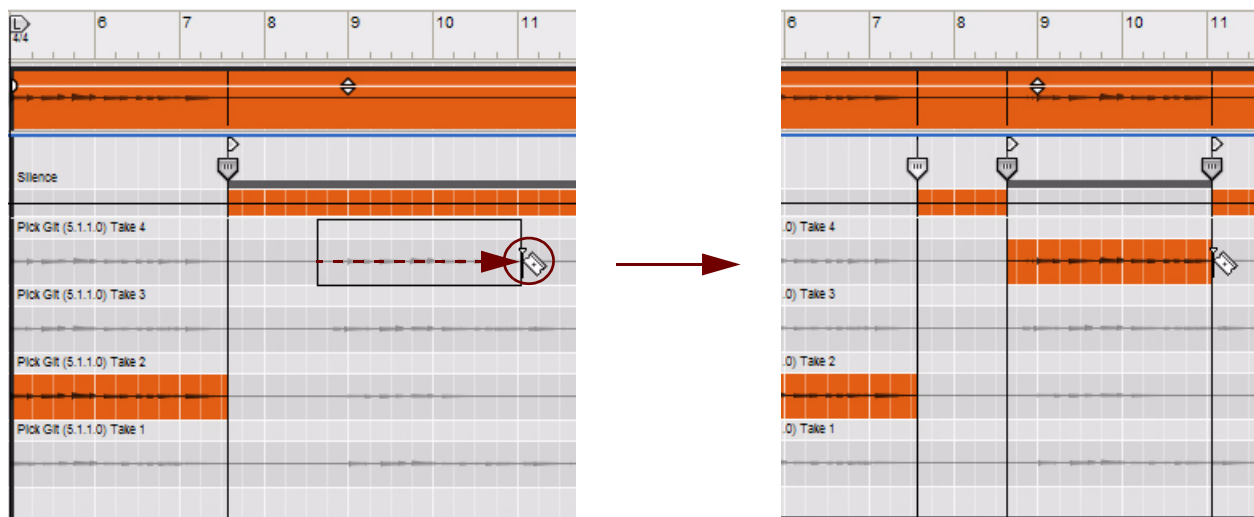 L 6 7 8 9 10 11
4/4
Silence
Pick Git (5.1.1.0) Take 4
Pick Git (5.1.1.0) Take 3
Pick Git (5.1.1.0) Take 2
Pick Git (5.1.1.0) Take 1
6 7 8 9 10 11
.0) Take 4
.0) Take 3
.0) Take 2
.0) Take 1